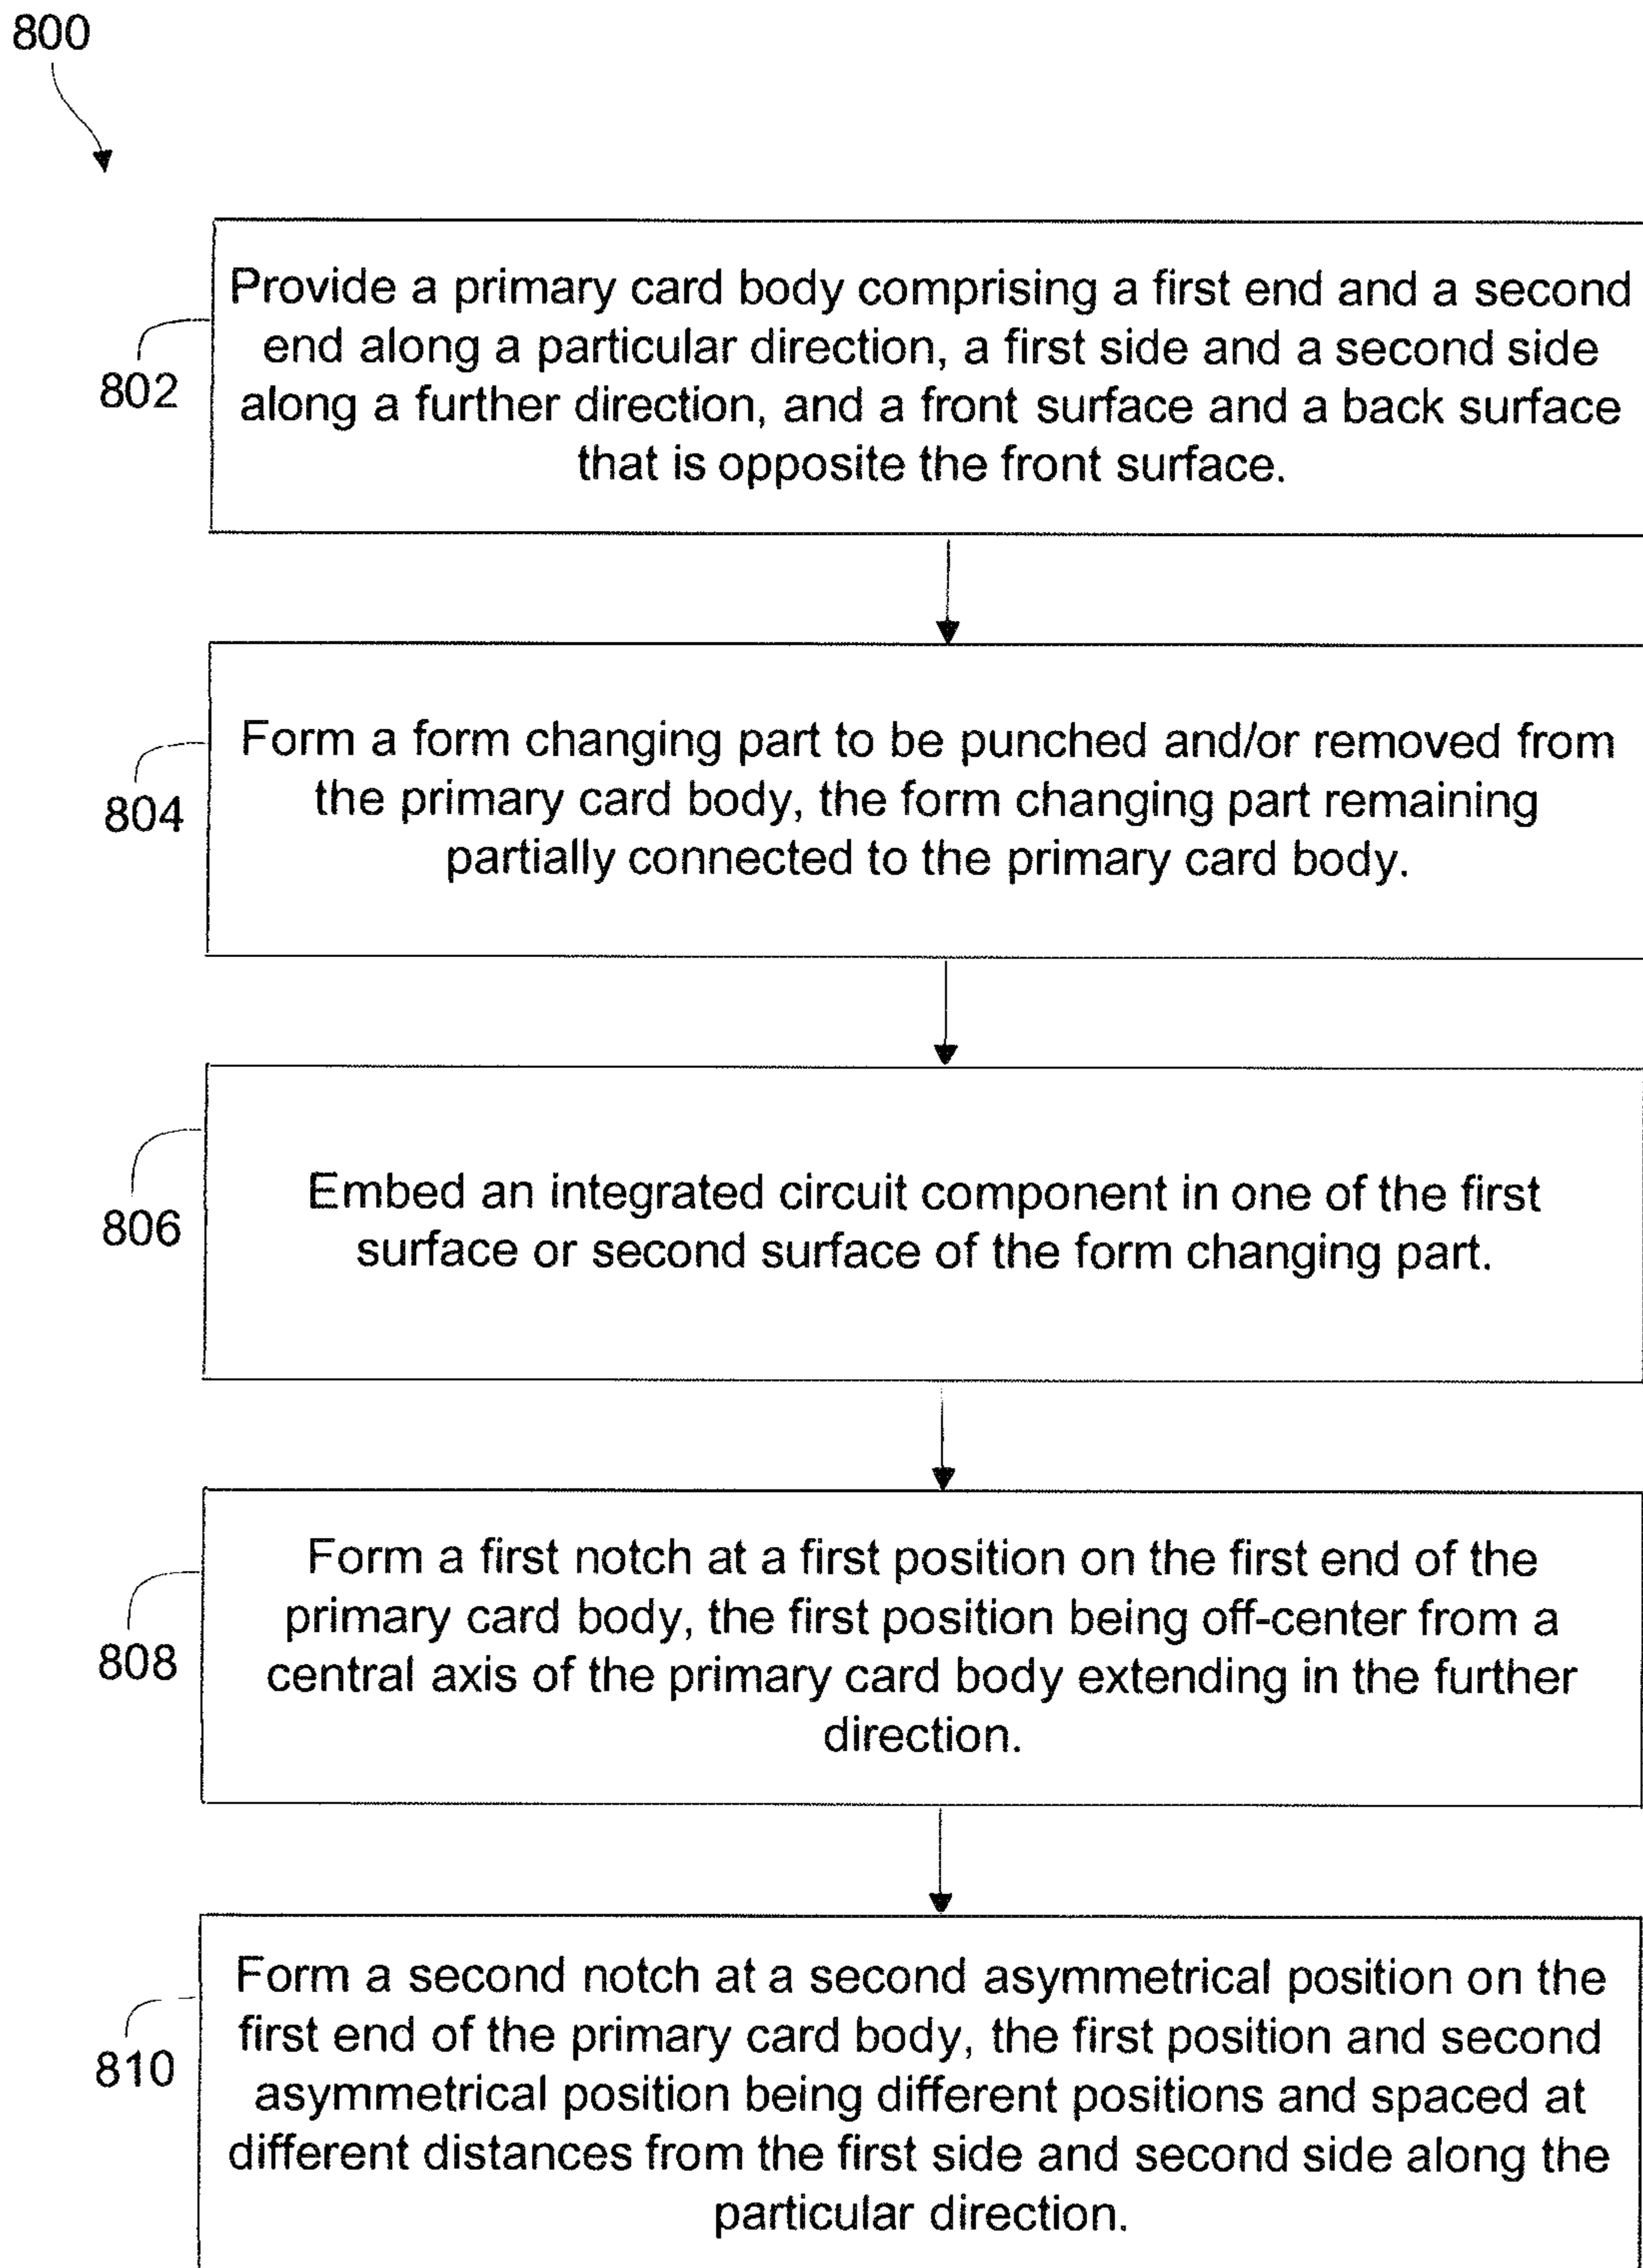 800
802
Provide a primary card body comprising a first end and a second
end along a particular direction, a first side and a second side
along a further direction, and a front surface and a back surface
that is opposite the front surface.
804
Form a form changing part to be punched and/or removed from
the primary card body, the form changing part remaining
partially connected to the primary card body.
806
Embed an integrated circuit component in one of the first
surface or second surface of the form changing part.
808
Form a first notch at a first position on the first end of the
primary card body, the first position being off-center from a
central axis of the primary card body extending in the further
direction.
810
Form a second notch at a second asymmetrical position on the
first end of the primary card body, the first position and second
asymmetrical position being different positions and spaced at
different distances from the first side and second side along the
particular direction.